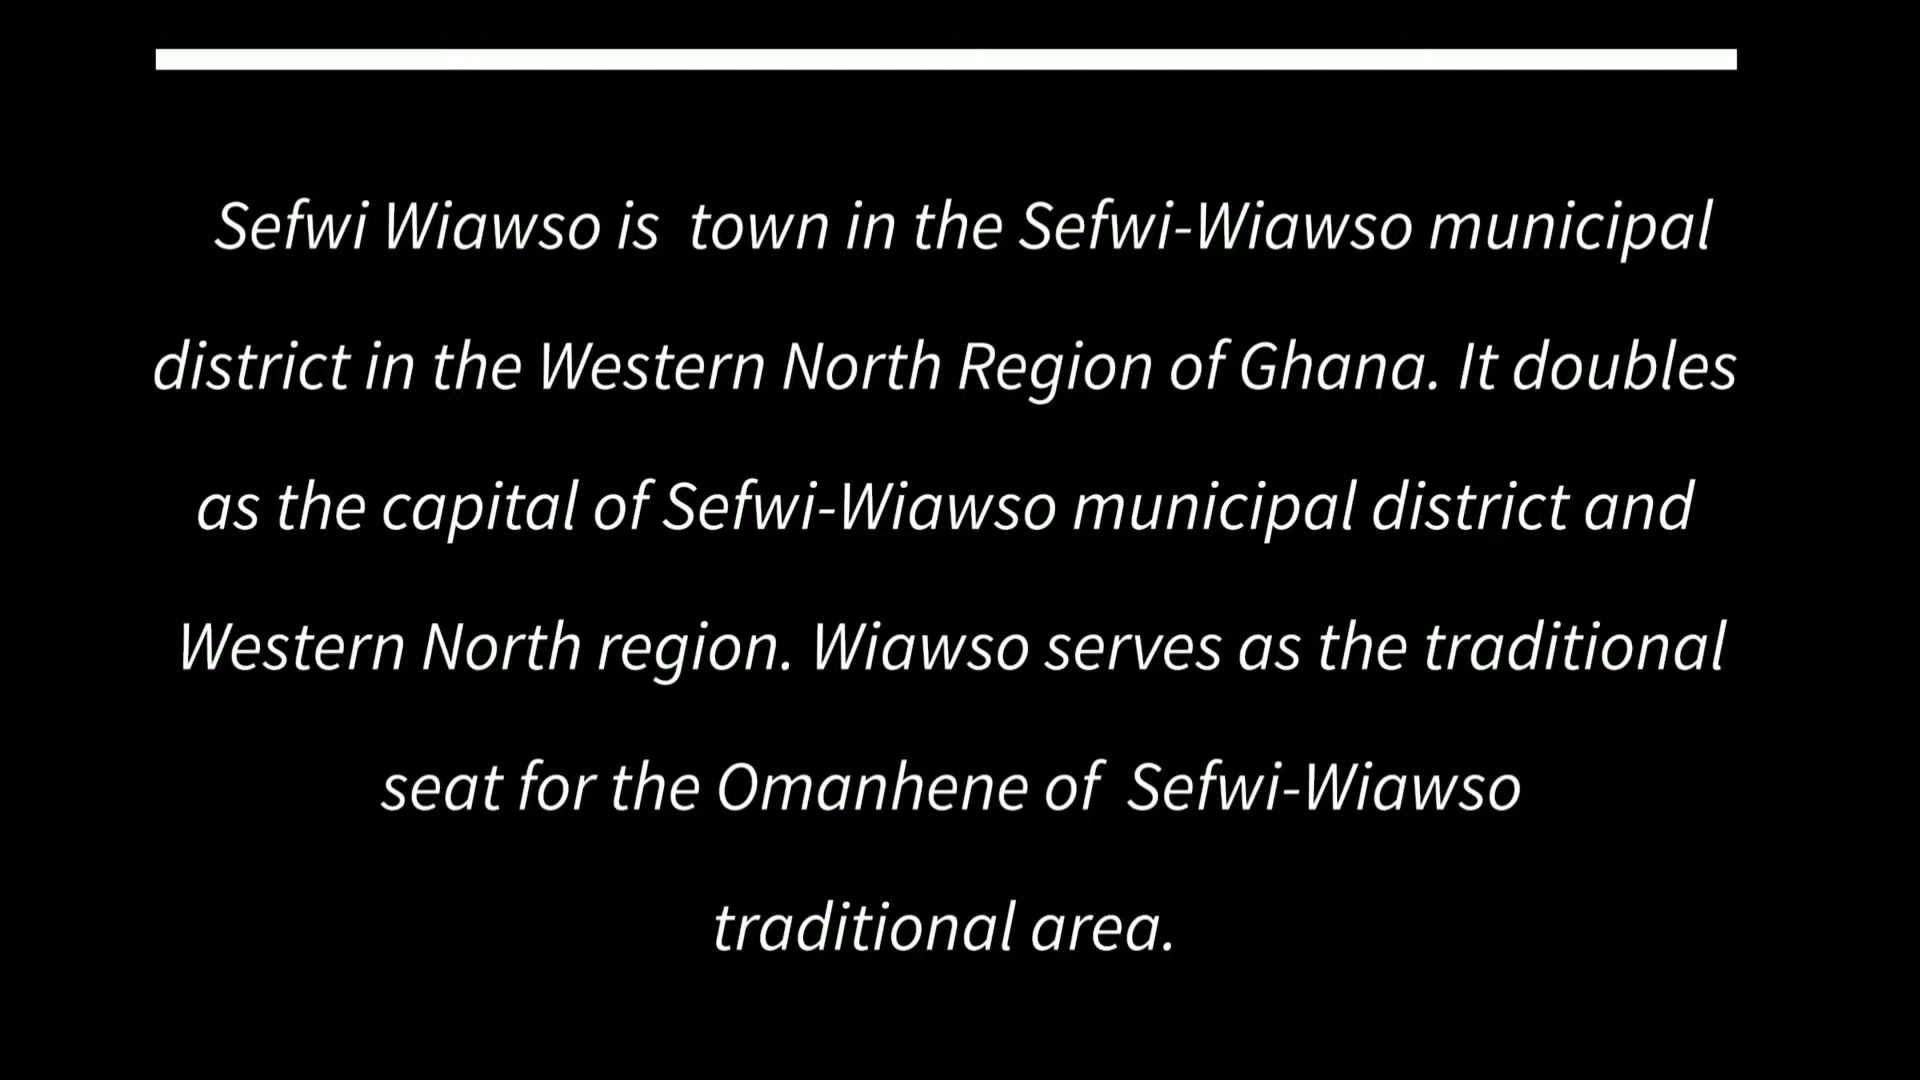 Sefwi Wiawso is  town in the Sefwi-Wiawso municipal
district in the Western North Region of Ghana. It doubles
as the capital of Sefwi-Wiawso municipal district and
Western North region. Wiawso serves as the traditional
seat for the Omanhene of  Sefwi-Wiawso
traditional area.